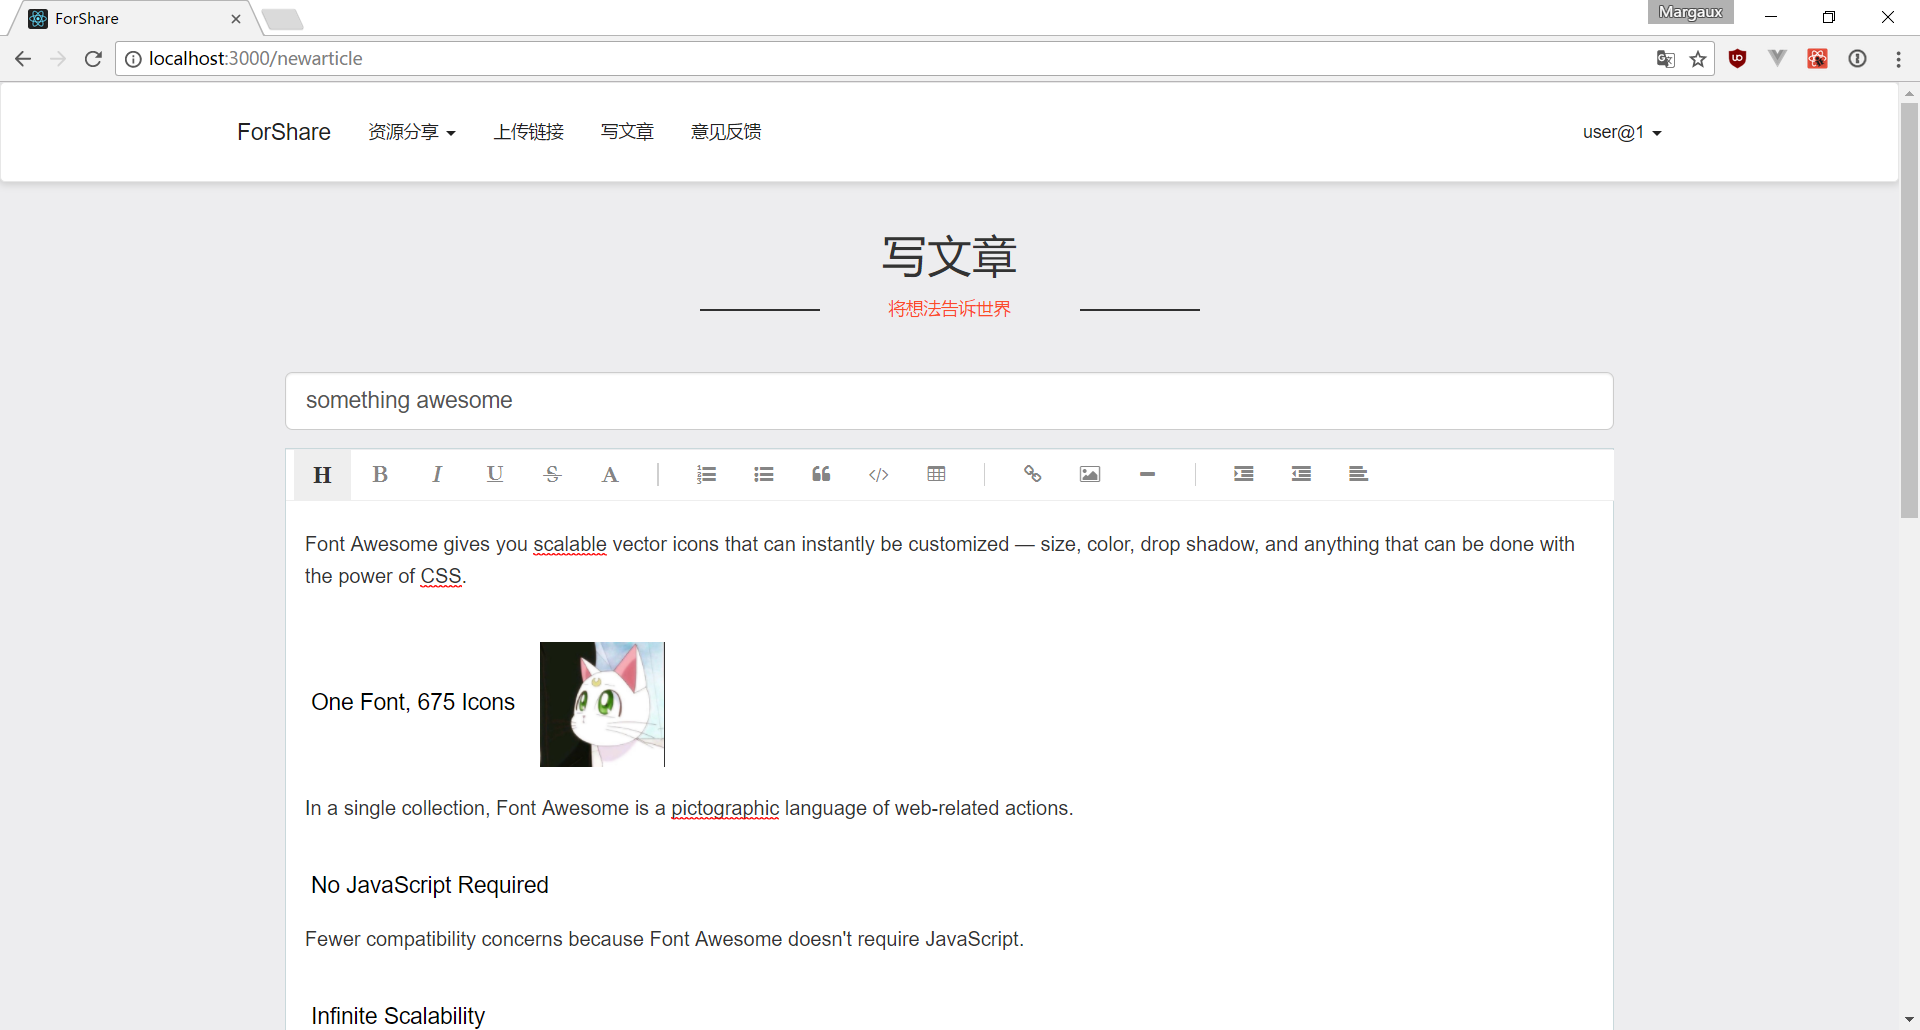 ForShare
Margaux
localhost:3000/newarticle
ForShare 资源分享 上传链接 写文章 意见反馈 user@1
写文章
将想法告诉世界
something awesome
H B I U S A
Font Awesome gives you scalable vector icons that can instantly be customized — size, color, drop shadow, and anything that can be done with
the power of CSS.
One Font, 675 Icons
In a single collection, Font Awesome is a pictographic language of web-related actions.
No JavaScript Required
Fewer compatibility concerns because Font Awesome doesn't require JavaScript.
Infinite Scalability